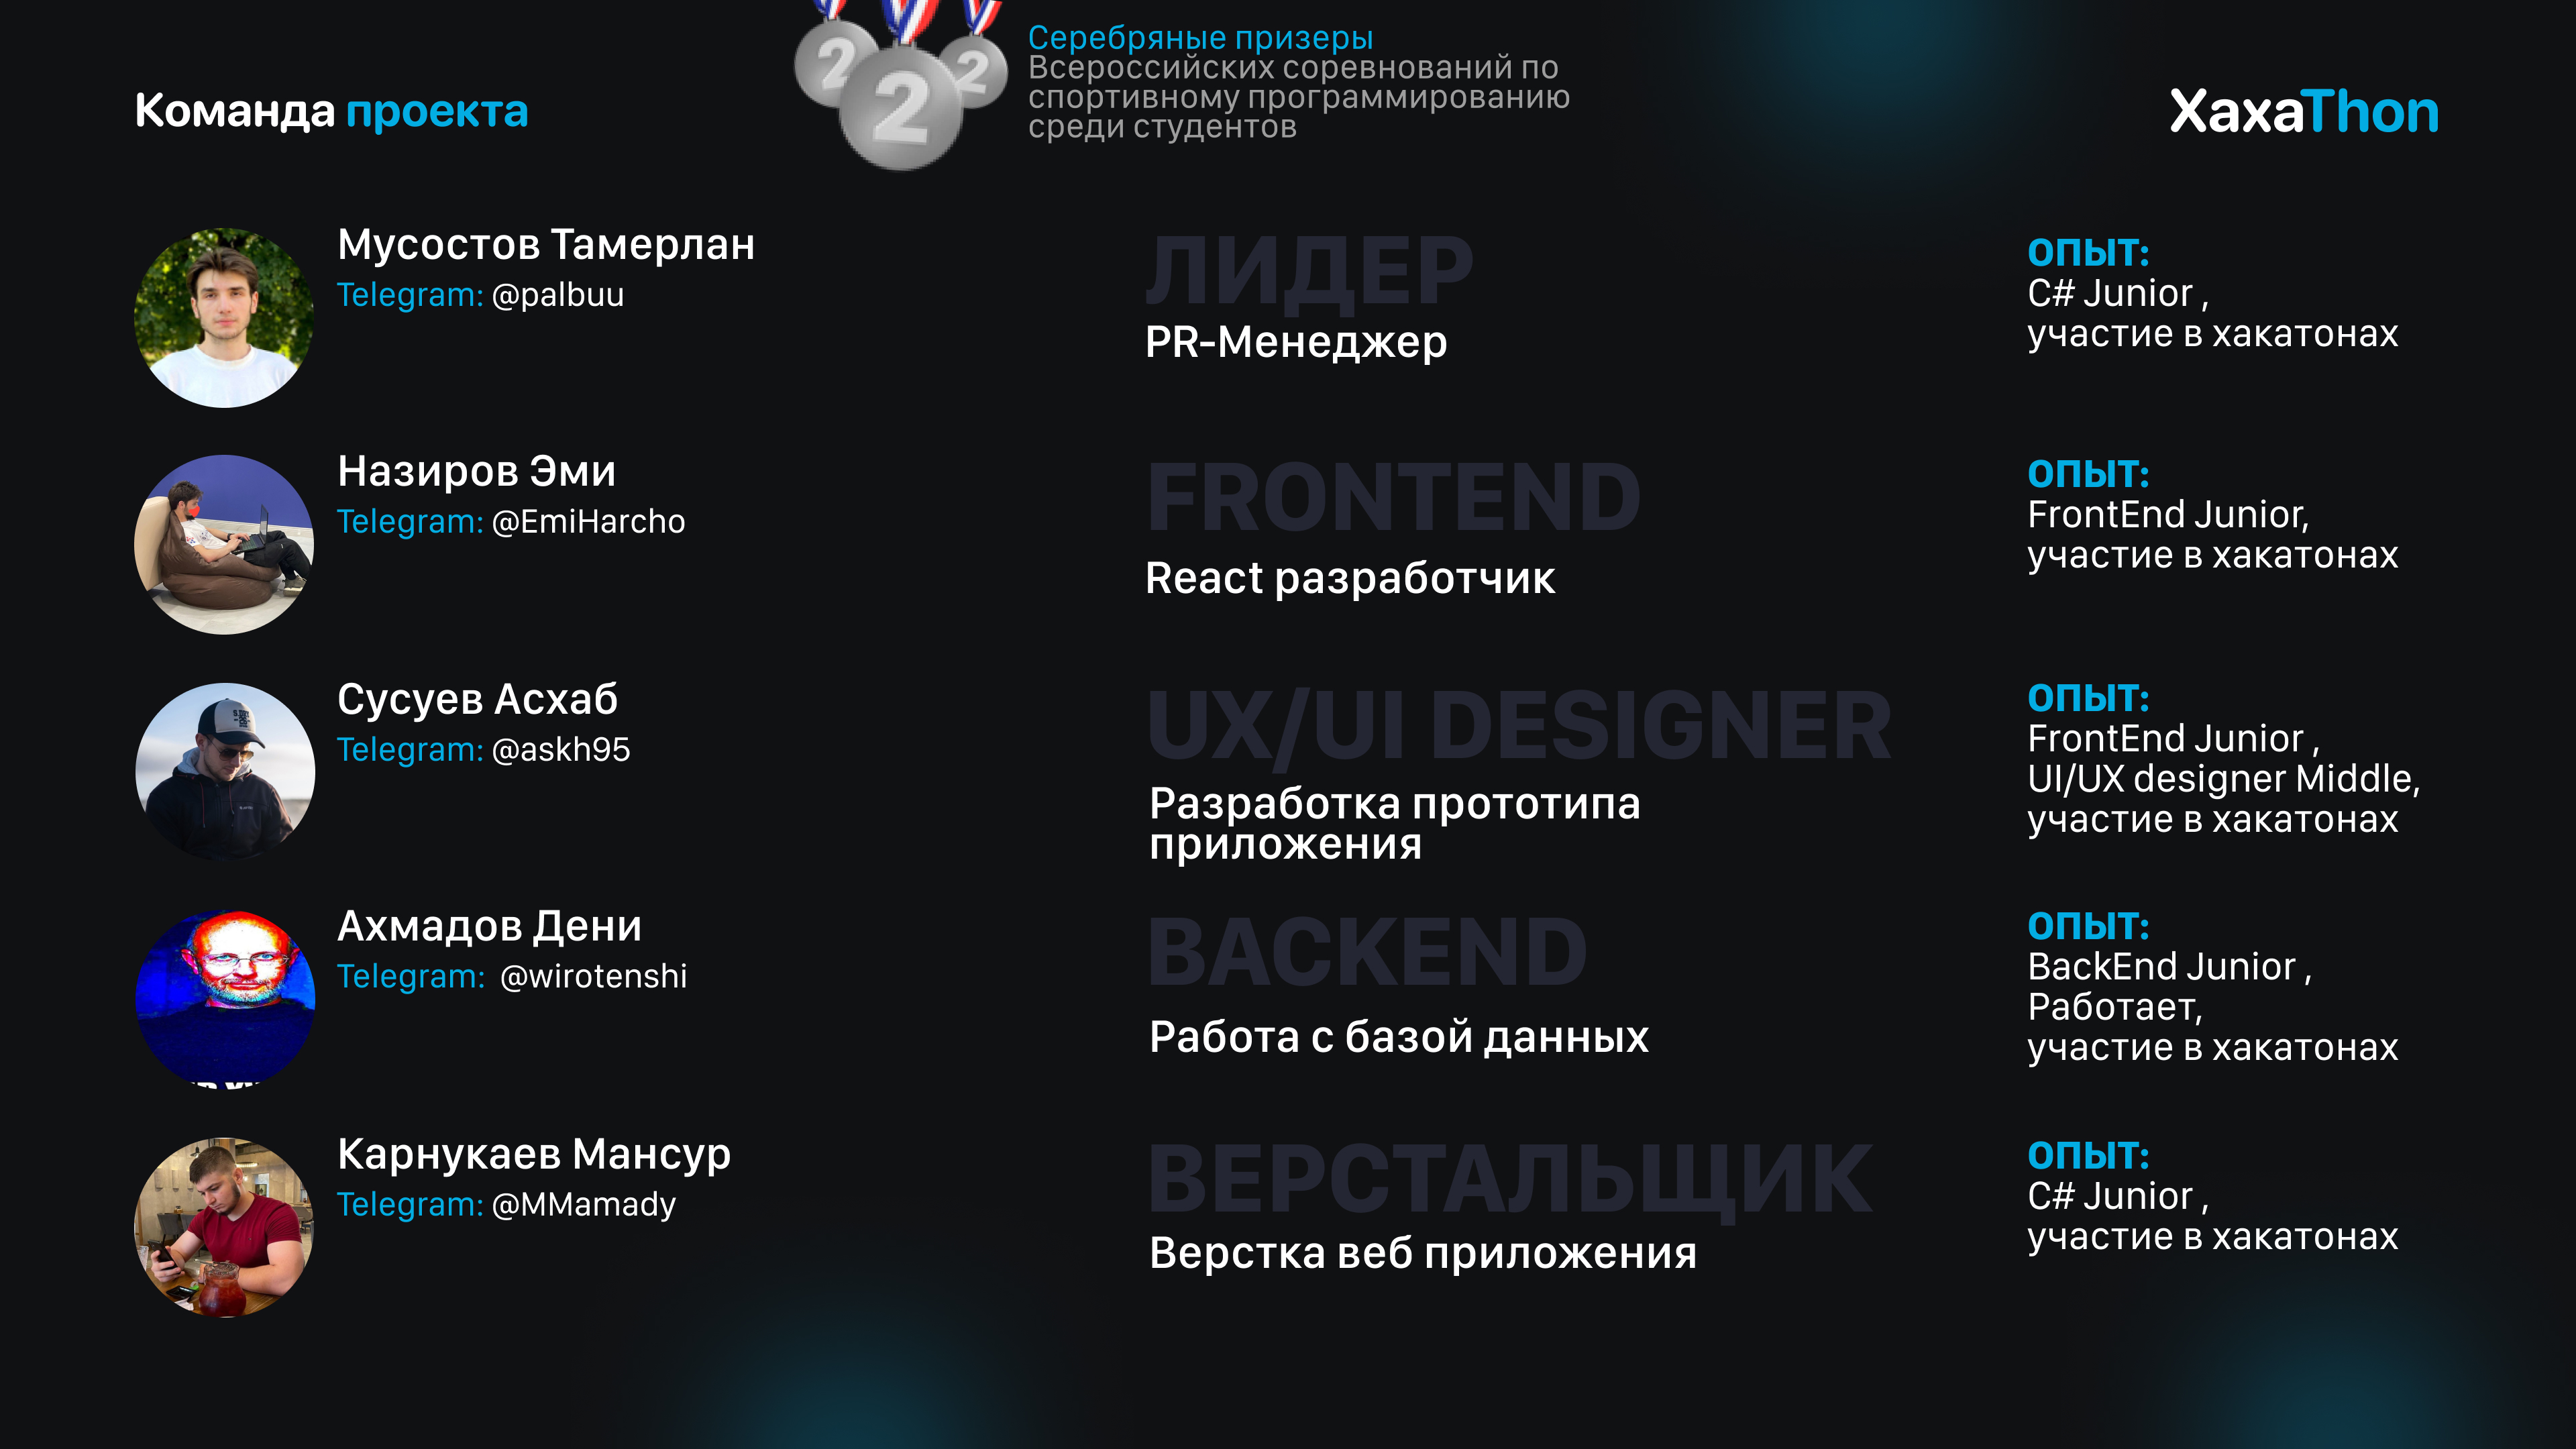 Серебряные призеры
Всероссийских соревнований по
спортивному программированию
среди студентов
2
2
2
Команда проекта
ХахаThon
Мусостов Тамерлан
Telegram: @palbuu
ЛИДЕР
PR-Менеджер
ОПЫТ:
C# Junior ,
участие в хакатонах
Назиров Эми
Telegram: @EmiHarcho
FRONTEND
React разработчик
ОПЫТ:
FrontEnd Junior,
участие в хакатонах
Сусуев Асхаб
Telegram: @askh95
UX/UI DESIGNER
Разработка прототипа
приложения
ОПЫТ:
FrontEnd Junior ,
UI/UX designer Middle,
участие в хакатонах
Ахмадов Дени
Telegram: @wirotenshi
BACKEND
Работа с базой данных
ОПЫТ:
BackEnd Junior ,
Работает,
участие в хакатонах
Карнукаев Мансур
Telegram: @MMamady
ВЕРСТАЛЬЩИК
Верстка веб приложения
ОПЫТ:
C# Junior ,
участие в хакатонах